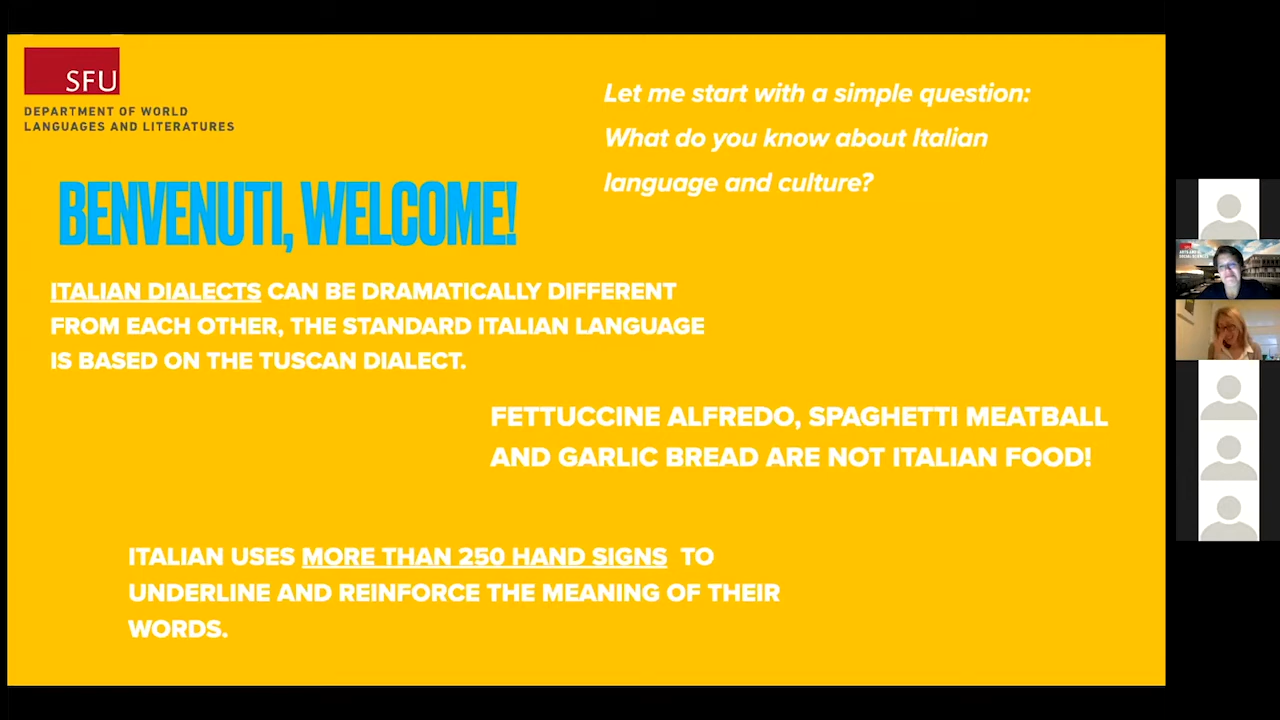 SFU
DEPARTMENT OF WORLD
LANGUAGES AND LITERATURES
Let me start with a simple question:
What do you know about Italian
language and culture?
BENVENUTI, WELCOME!
ITALIAN DIALECTS CAN BE DRAMATICALLY DIFFERENT
FROM EACH OTHER, THE STANDARD ITALIAN LANGUAGE
IS BASED ON THE TUSCAN DIALECT.
FETTUCCINE ALFREDO, SPAGHETTI MEATBALL
AND GARLIC BREAD ARE NOT ITALIAN FOOD!
ITALIAN USES MORE THAN 250 HAND SIGNS TO
UNDERLINE AND REINFORCE THE MEANING OF THEIR
WORDS.